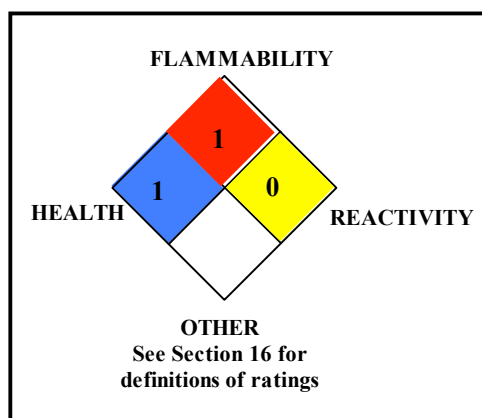 FLAMMABILITY
1
1
0
HEALTH
REACTIVITY
OTHER
See Section 16 for
definitions of ratings